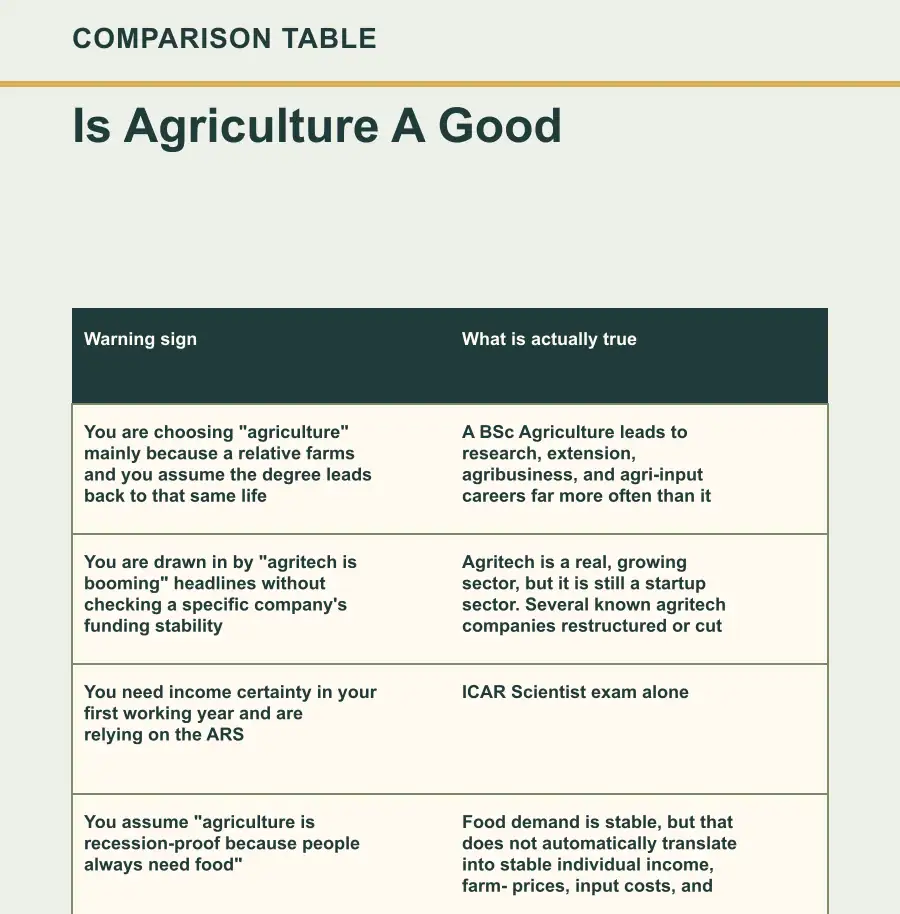 COMPARISON TABLE
Is Agriculture A Good
Warning sign
What is actually true
You are choosing "agriculture"
mainly because a relative farms
and you assume the degree leads
back to that same life
A BSc Agriculture leads to
research, extension,
agribusiness, and agri-input
careers far more often than it
You are drawn in by "agritech is
booming" headlines without
checking a specific company's
funding stability
Agritech is a real, growing
sector, but it is still a startup
sector. Several known agritech
companies restructured or cut
You need income certainty in your
first working year and are
relying on the ARS
ICAR Scientist exam alone
You assume "agriculture is
recession-proof because people
always need food"
Food demand is stable, but that
does not automatically translate
into stable individual income,
farm- prices, input costs, and